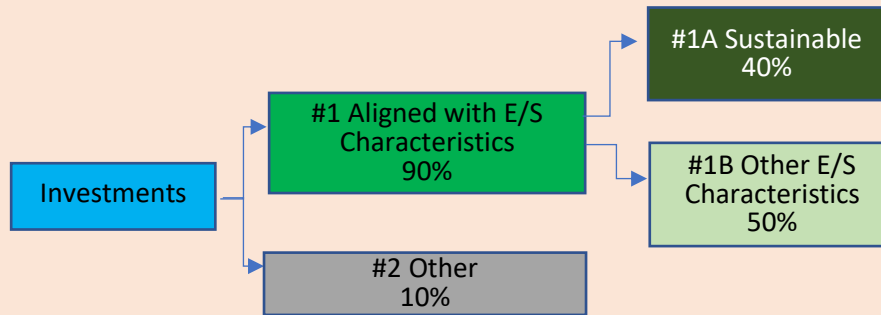 Investments
#1 Aligned with E/S
Characteristics
90%
#2 Other
10%
#1A Sustainable
40%
#1B Other E/S
Characteristics
50%